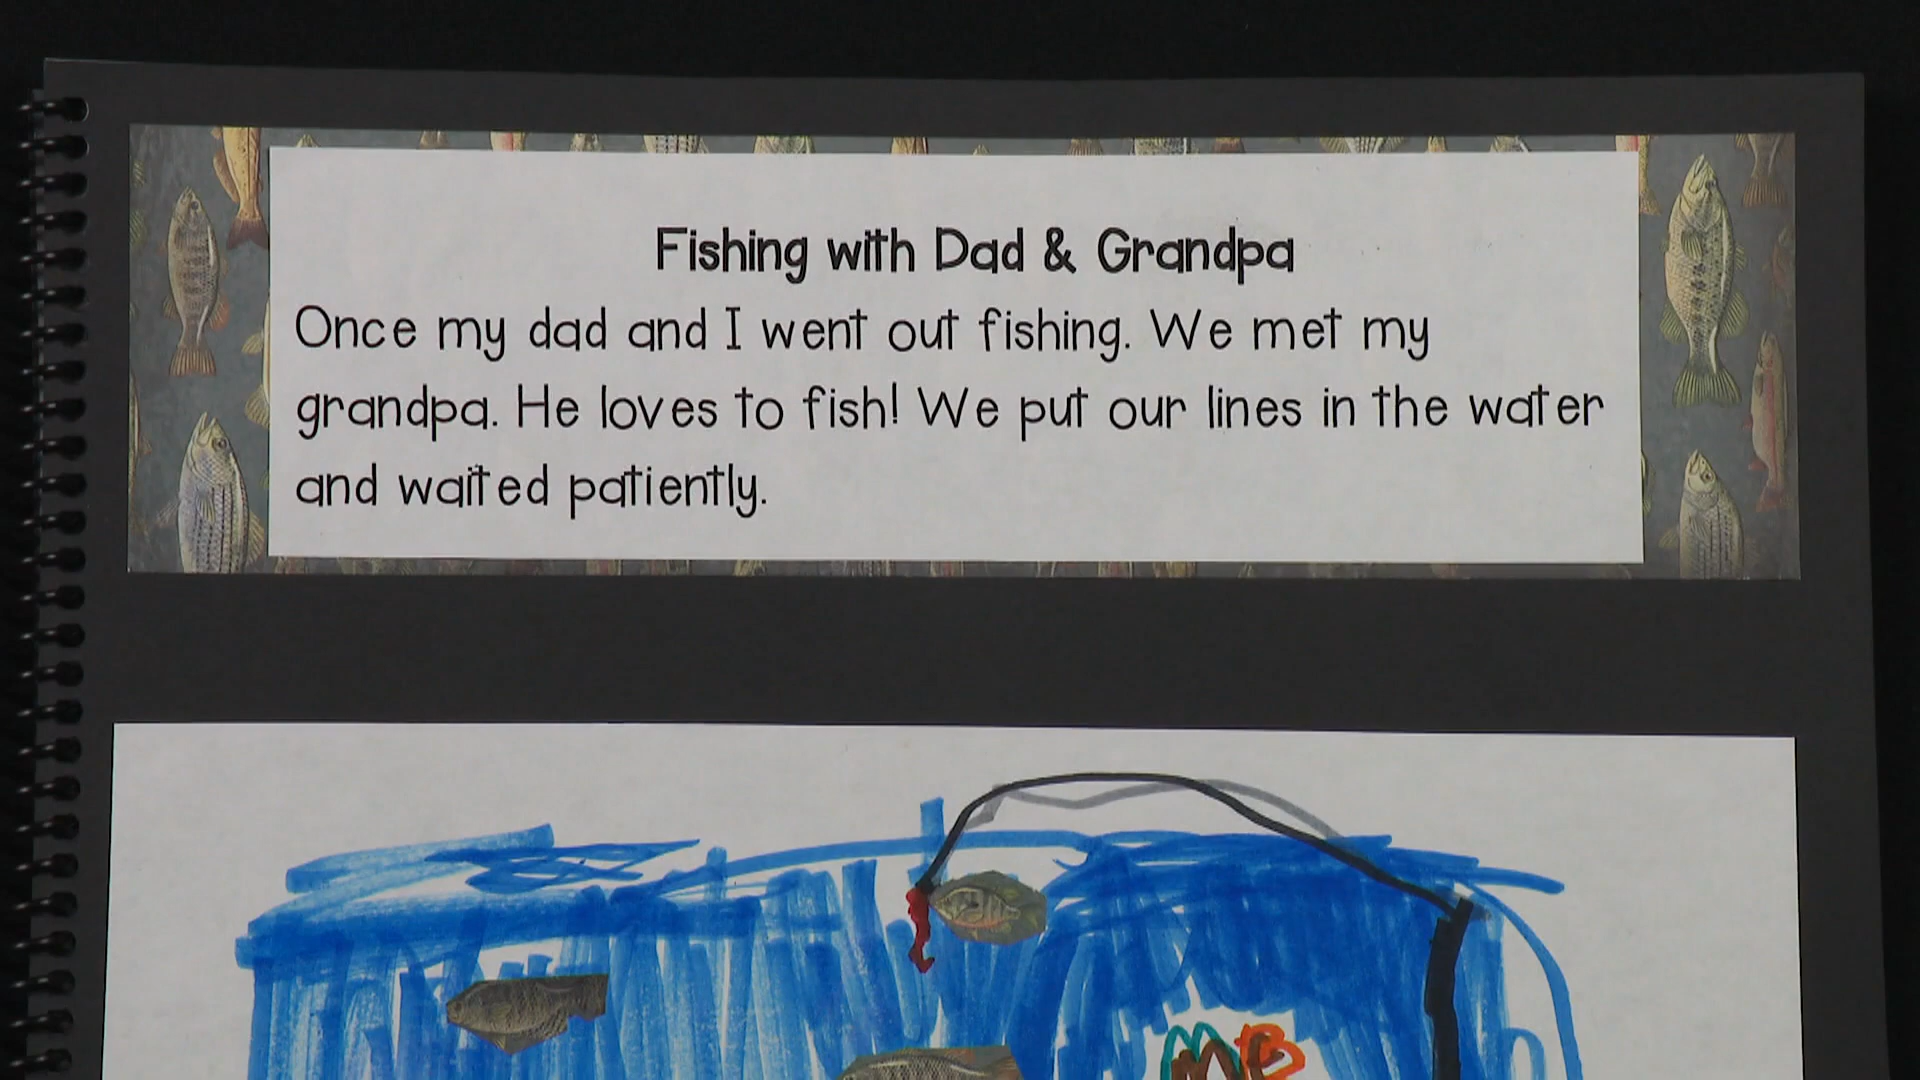 Fishing with Dad & Grandpa
Once my dad and I went out fishing. We met my
grandpa. He loves to fish! We put our lines in the water
and waited patiently.
ME